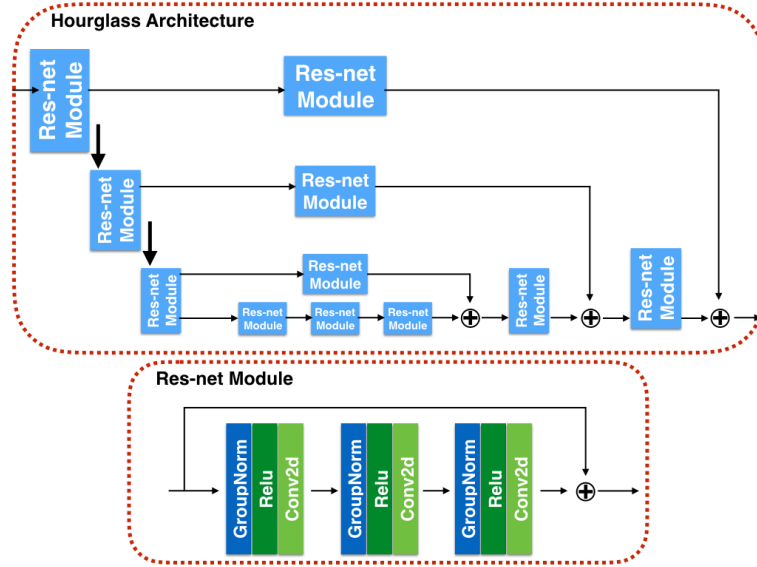 Hourglass Architecture
Res-net
Module
Res-net
Module
Res-net
Module
Res-net
Module
Res-net
Module
Res-net
Module
Res-net
Module
Res-net
Module
Res-net
Module
Res-net
Module
Res-net
Module
Res-net
Module
Res-net Module
GroupNorm
Relu
Conv2d
GroupNorm
Relu
Conv2d
GroupNorm
Relu
Conv2d